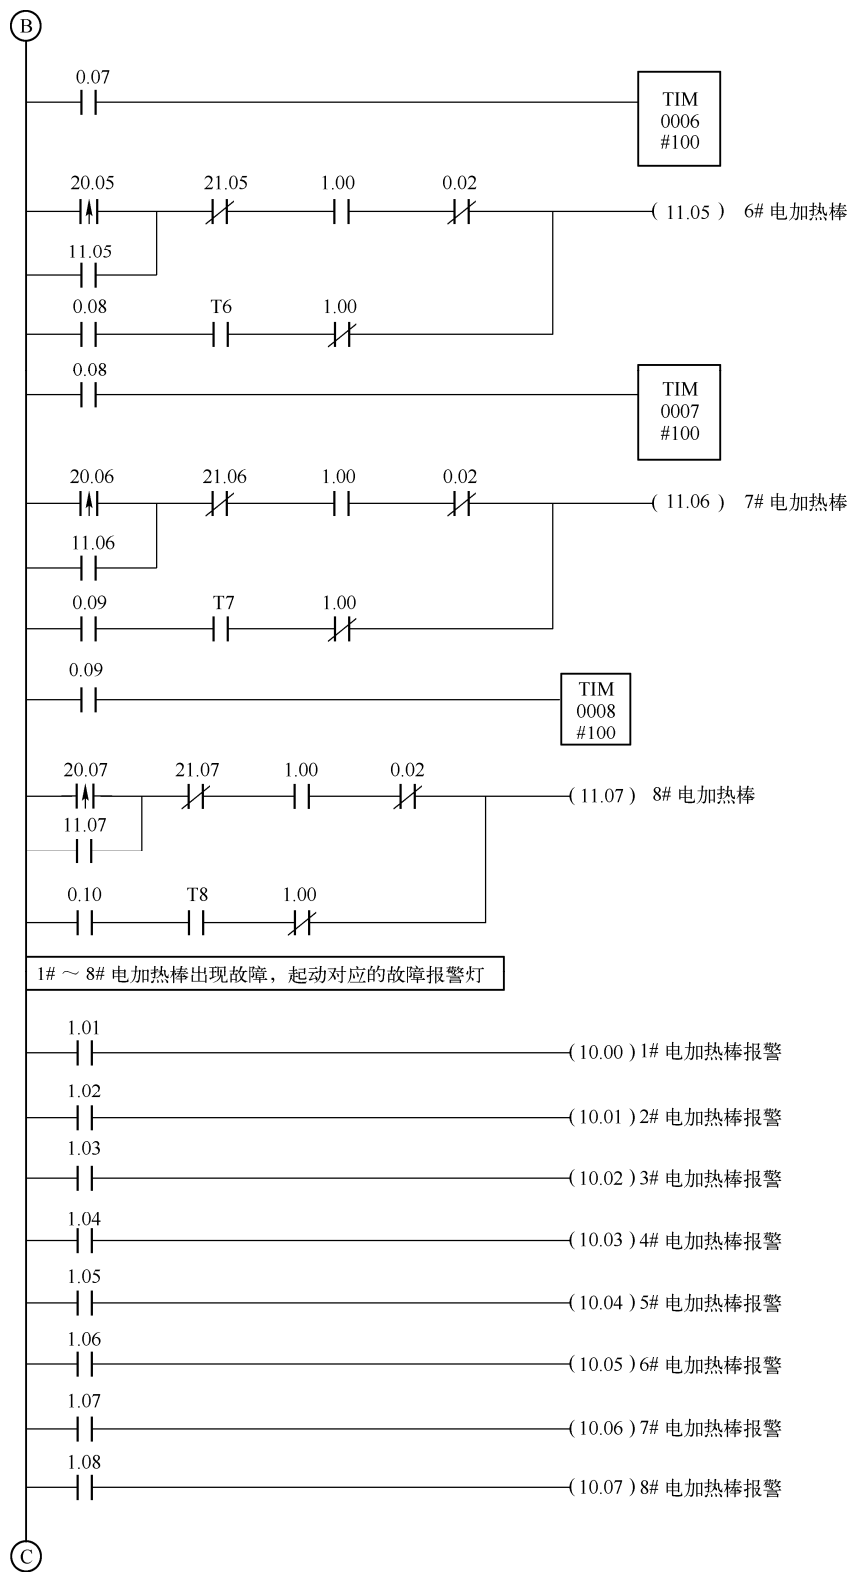 B
0.07
TIM
0006
#100
20.05 21.05 1.00 0.02
( 11.05 ) 6# 电加热棒
11.05
0.08 T6 1.00
0.08
TIM
0007
#100
20.06 21.06 1.00 0.02
( 11.06 ) 7# 电加热棒
11.06
0.09 T7 1.00
0.09
TIM
0008
#100
20.07 21.07 1.00 0.02
( 11.07 ) 8# 电加热棒
11.07
0.10 T8 1.00
1# ～ 8# 电加热棒出现故障，起动对应的故障报警灯
1.01
( 10.00 ) 1# 电加热棒报警
1.02
( 10.01 ) 2# 电加热棒报警
1.03
( 10.02 ) 3# 电加热棒报警
1.04
( 10.03 ) 4# 电加热棒报警
1.05
( 10.04 ) 5# 电加热棒报警
1.06
( 10.05 ) 6# 电加热棒报警
1.07
( 10.06 ) 7# 电加热棒报警
1.08
( 10.07 ) 8# 电加热棒报警
C